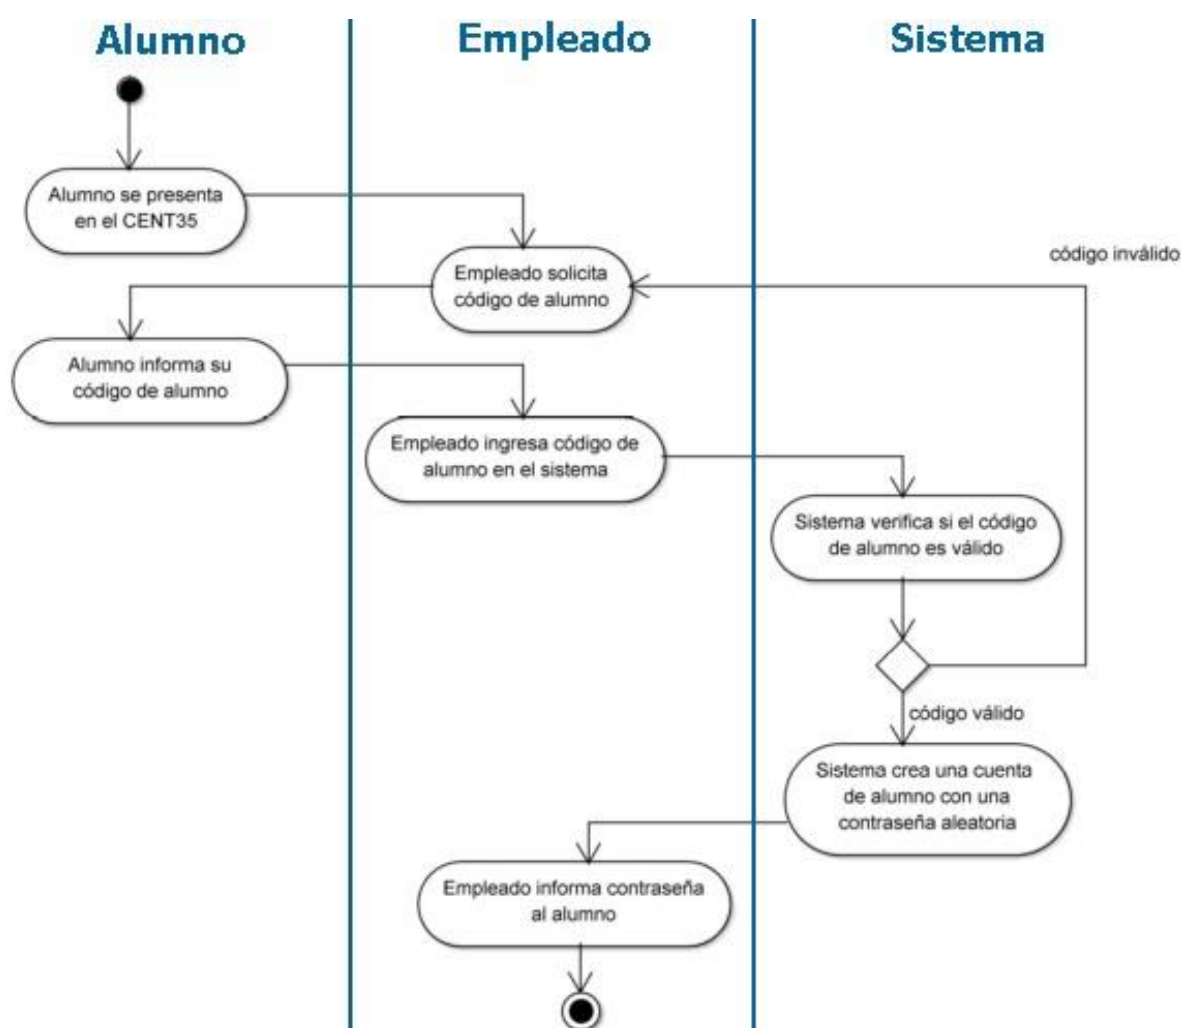 Alumno
Empleado
Sistema
Alumno se presenta
en el CENT35
Empleado solicita
código de alumno
código inválido
Alumno informa su
código de alumno
Empleado ingresa código de
alumno en el sistema
Sistema verifica si el código
de alumno es válido
código válido
Sistema crea una cuenta
de alumno con una
contraseña aleatoria
Empleado informa contraseña
al alumno